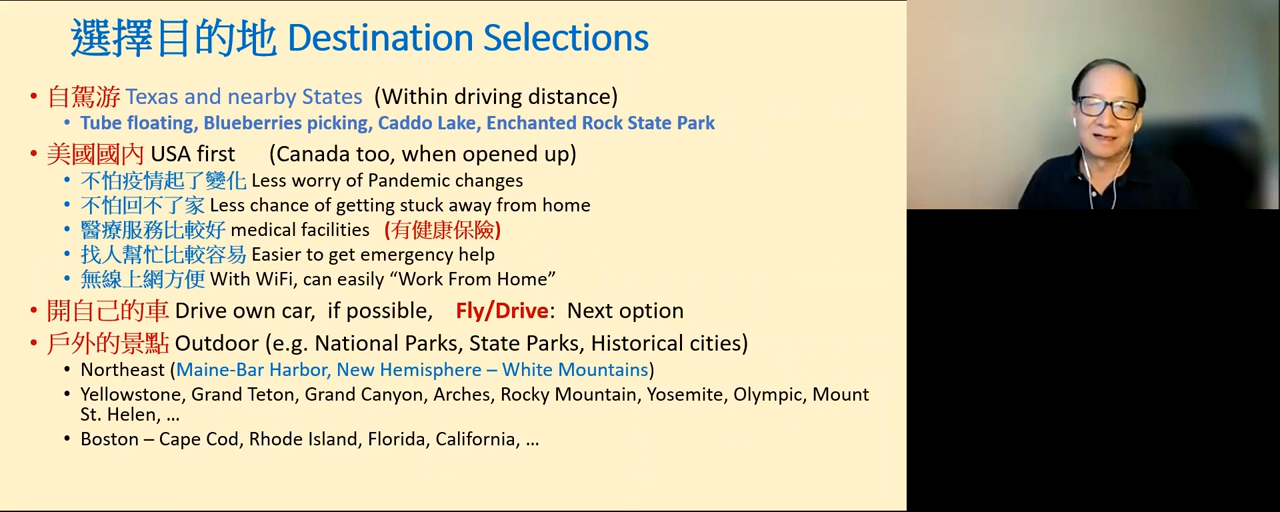 選擇目的地 Destination Selections
• 自駕游 Texas and nearby States (Within driving distance)
• Tube floating, Blueberries picking, Caddo Lake, Enchanted Rock State Park
• 美國國內 USA first (Canada too, when opened up)
• 不怕疫情起了變化 Less worry of Pandemic changes
• 不怕回不了家 Less chance of getting stuck away from home
• 醫療服務比較好 medical facilities (有健康保險)
• 找人幫忙比較容易 Easier to get emergency help
• 無線上網方便 With WiFi, can easily “Work From Home”
• 開自己的車 Drive own car, if possible, Fly/Drive: Next option
• 戶外的景點 Outdoor (e.g. National Parks, State Parks, Historical cities)
• Northeast (Maine-Bar Harbor, New Hemisphere – White Mountains)
• Yellowstone, Grand Teton, Grand Canyon, Arches, Rocky Mountain, Yosemite, Olympic, Mount
St. Helen, ...
• Boston – Cape Cod, Rhode Island, Florida, California, ...